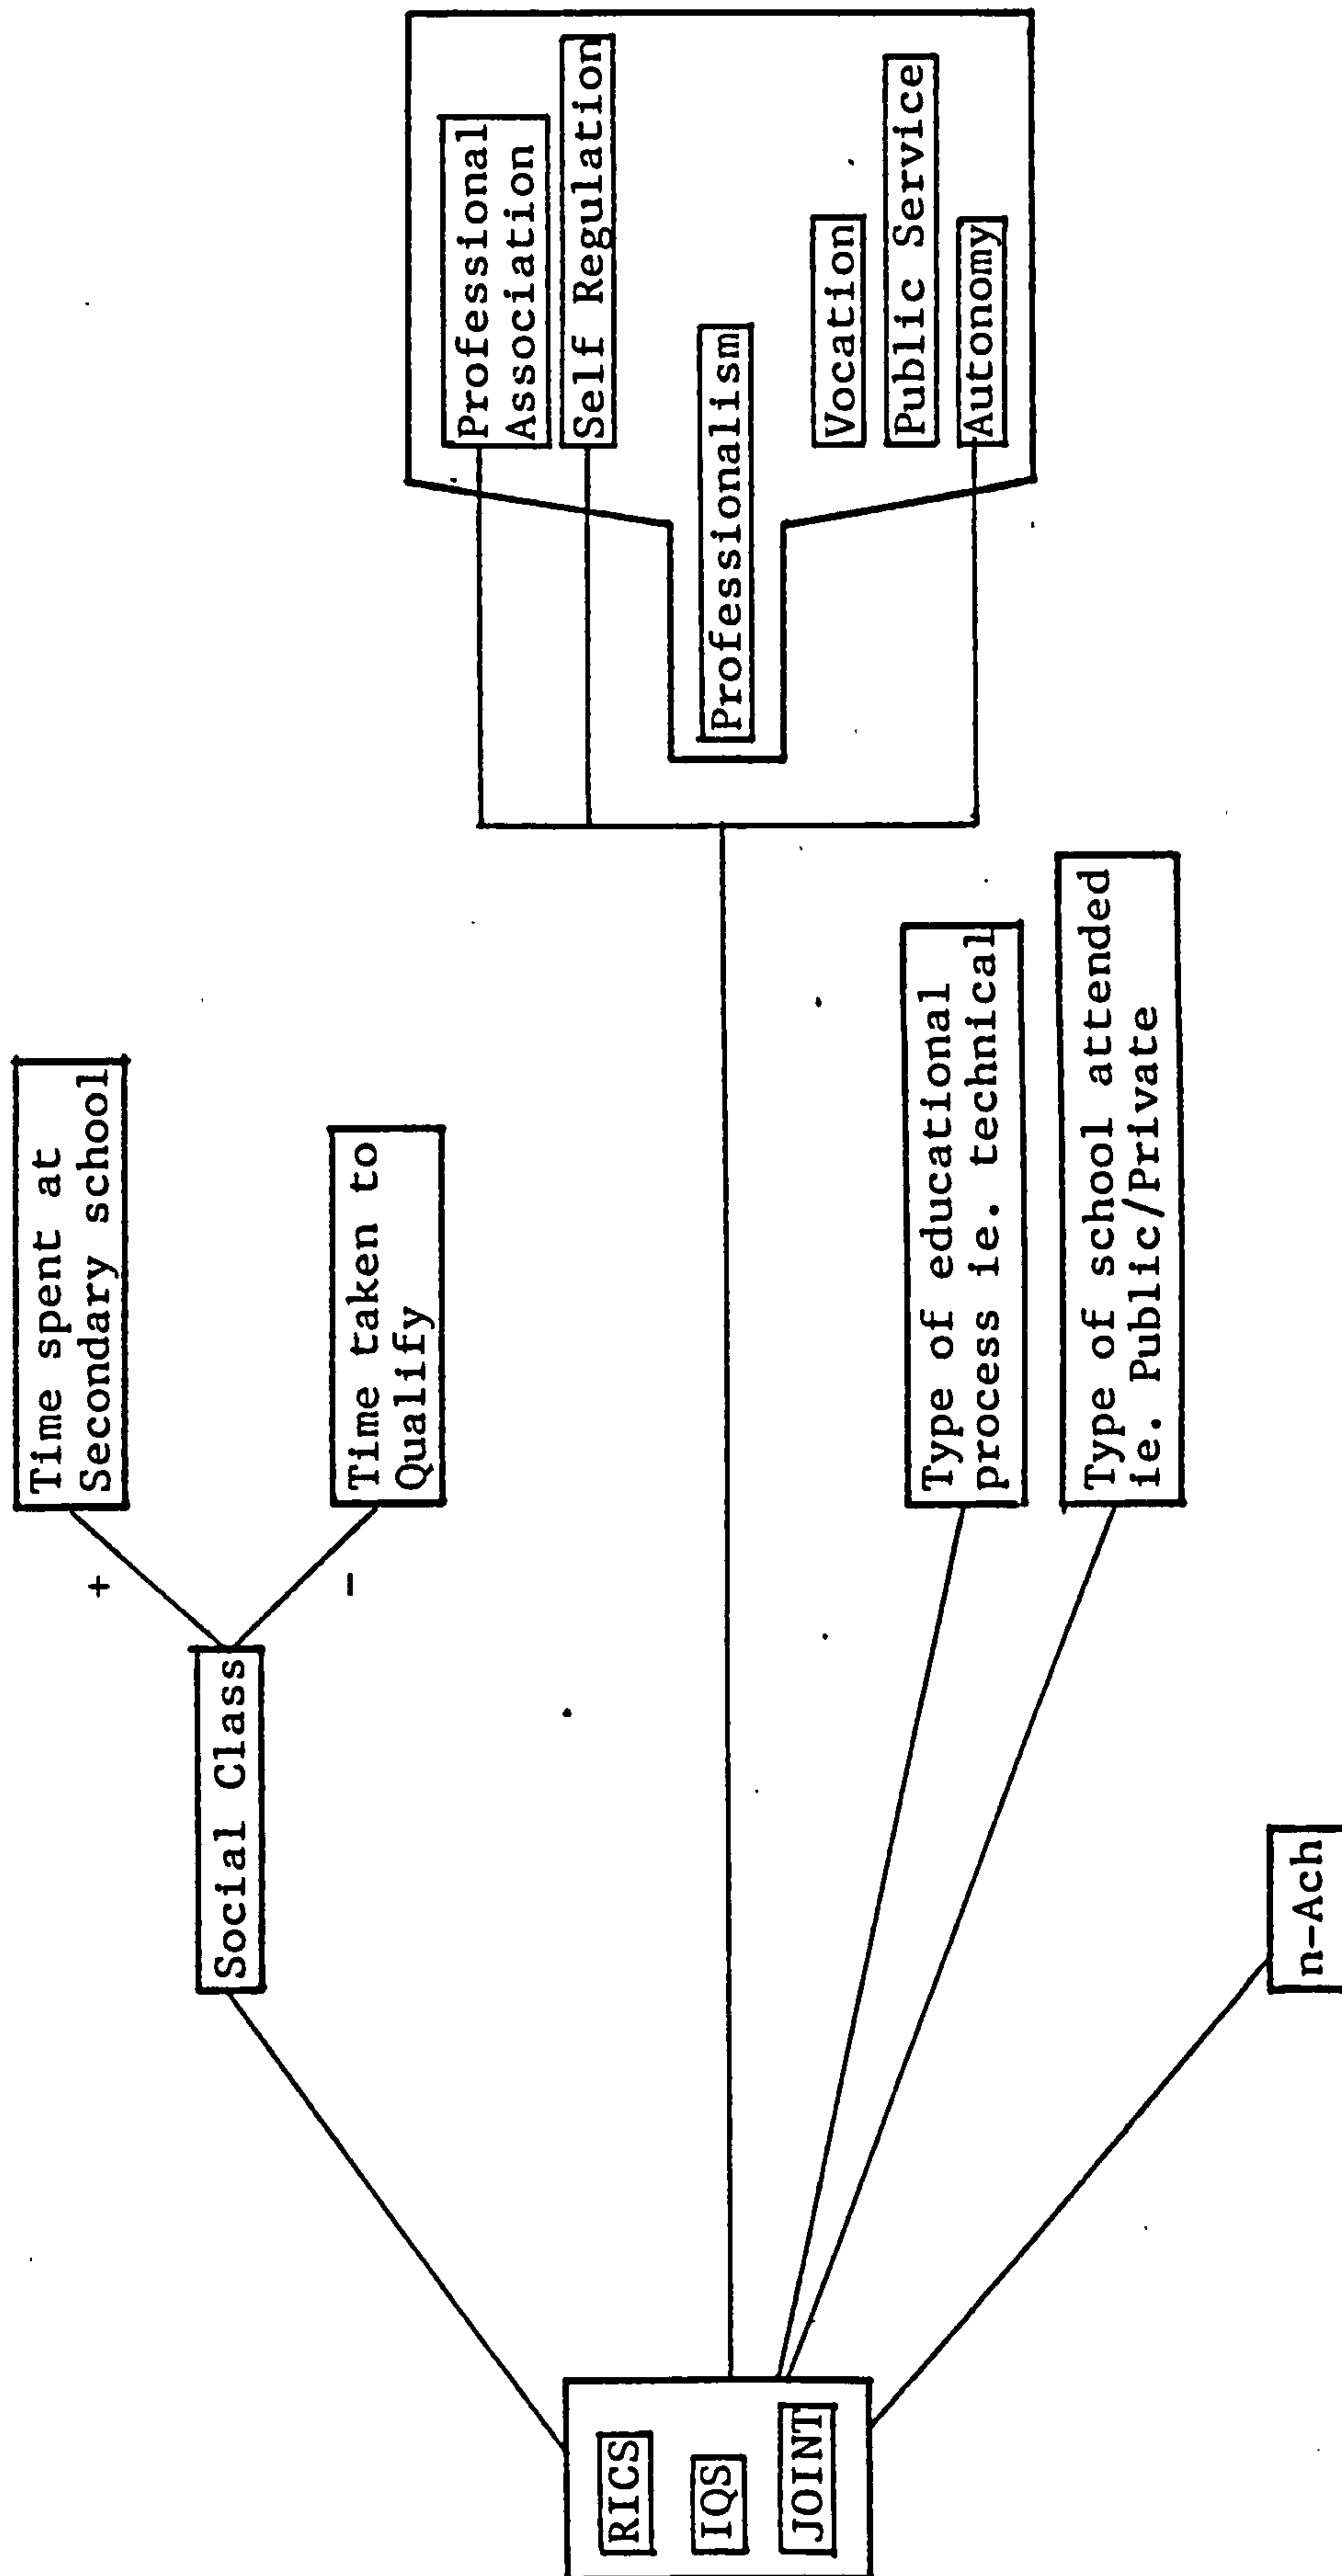 Time spent at
Secondary school
+
Social Class
-
Time taken to
Qualify
Professional
Association
Self Regulation
RICS
IQS
JOINT
Professionalism
Vocation
Public Service
Autonomy
Type of educational
process ie. technical
Type of school attended
ie. Public/Private
n-Ach